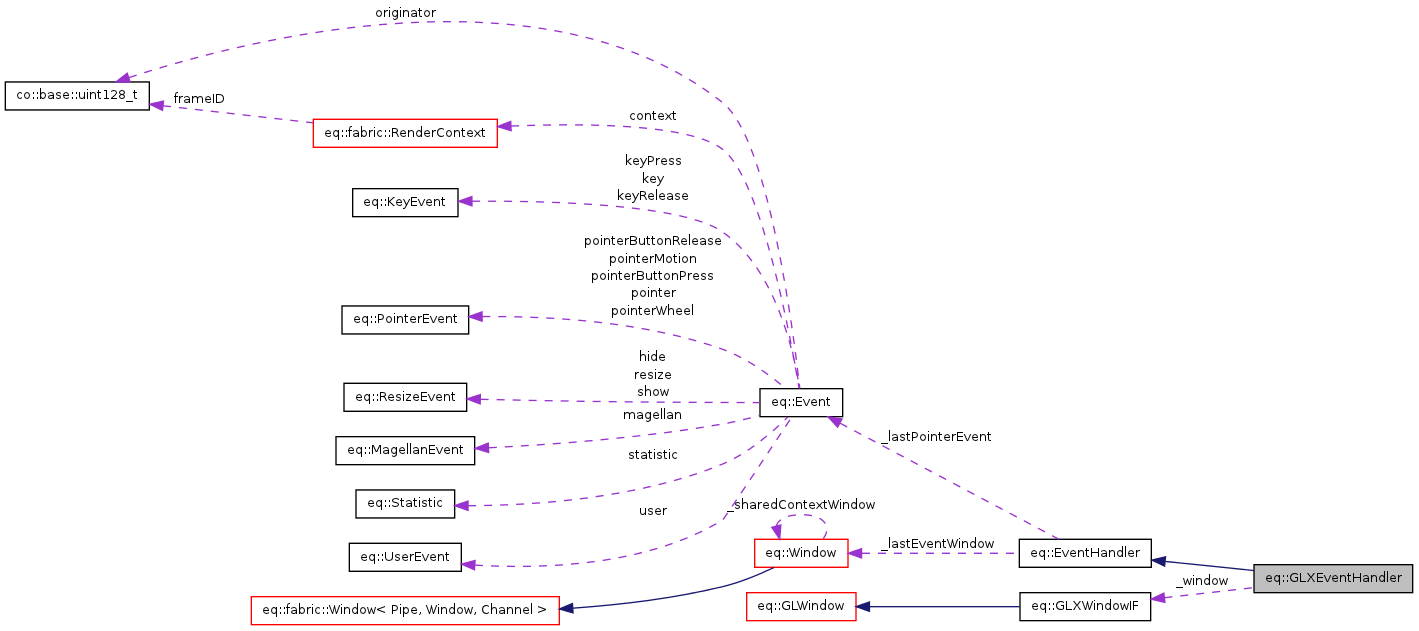 originator
co::base::uint128_t
frameID
context
eq::fabric::RenderContext
keyPress
key
keyRelease
eq::KeyEvent
pointerButtonRelease
pointerMotion
pointerButtonPress
pointer
pointerWheel
eq::PointerEvent
hide
resize
show
eq::ResizeEvent
eq::Event
magellan
_lastPointerEvent
eq::MagellanEvent
statistic
eq::Statistic
user
_sharedContextWindow
eq::UserEvent
eq::Window
_lastEventWindow
eq::EventHandler
eq::GLXEventHandler
_window
eq::fabric::Window< Pipe, Window, Channel >
eq::GLWindow
eq::GLXWindowIF